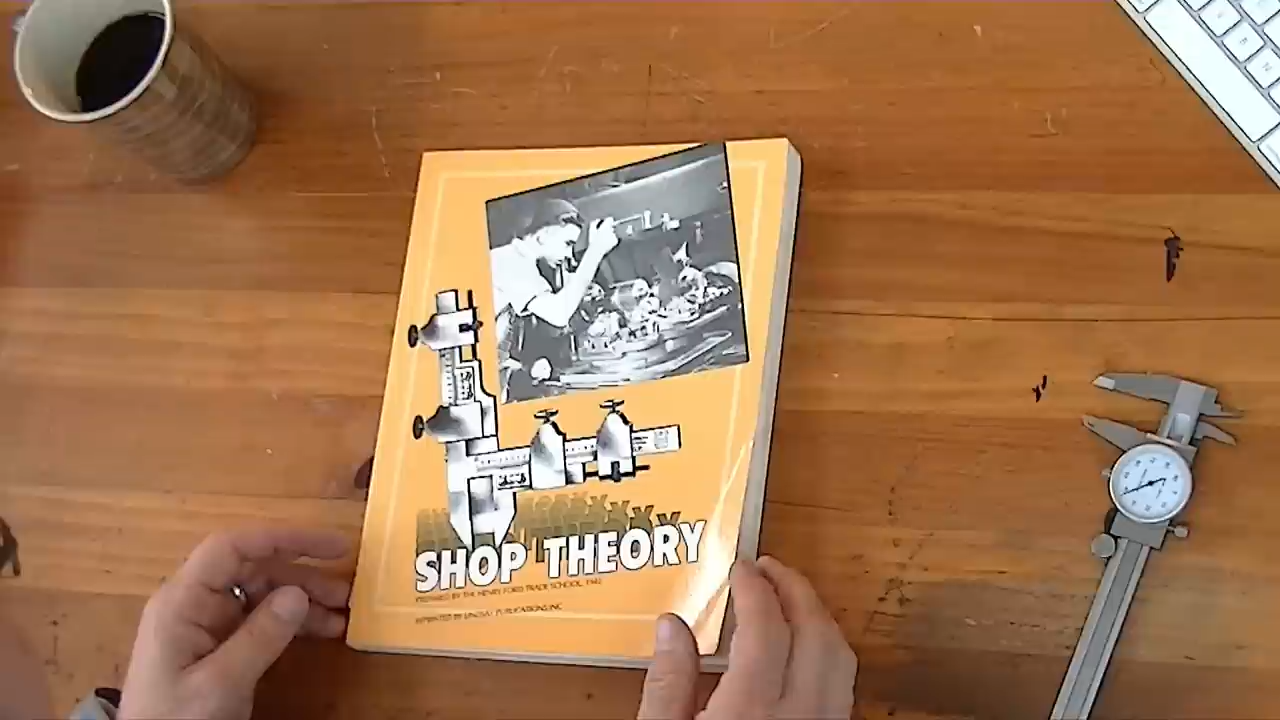 SHOP THEORY
PREPARED BY THE HENRY FORD TRADE SCHOOL, 1942
REPRINTED BY LINDSAY PUBLICATIONS INC